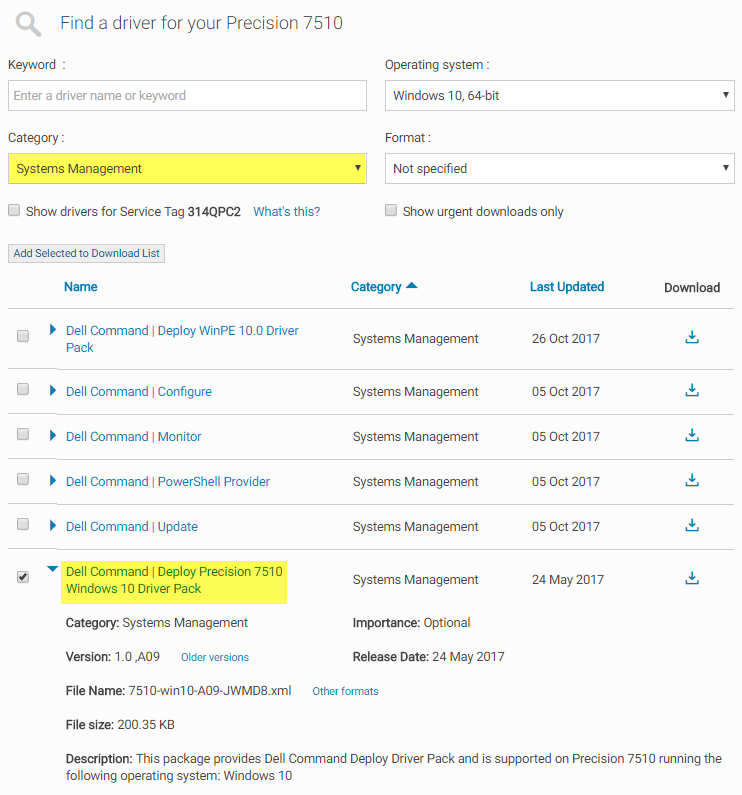 Find a driver for your Precision 7510
Keyword :
Operating system :
Enter a driver name or keyword
Windows 10, 64-bit
Category :
Format :
Systems Management
Not specified
Show drivers for Service Tag 314QPC2 What's this?
Show urgent downloads only
Add Selected to Download List
Name Category Last Updated Download
Dell Command | Deploy WinPE 10.0 Driver
Pack
Systems Management 26 Oct 2017
Dell Command | Configure Systems Management 05 Oct 2017
Dell Command | Monitor Systems Management 05 Oct 2017
Dell Command | PowerShell Provider Systems Management 05 Oct 2017
Dell Command | Update Systems Management 05 Oct 2017
Dell Command | Deploy Precision 7510
Windows 10 Driver Pack
Systems Management 24 May 2017
Category: Systems Management Importance: Optional
Version: 1.0 ,A09 Older versions Release Date: 24 May 2017
File Name: 7510-win10-A09-JWMD8.xml Other formats
File size: 200.35 KB
Description: This package provides Dell Command Deploy Driver Pack and is supported on Precision 7510 running the
following operating system: Windows 10